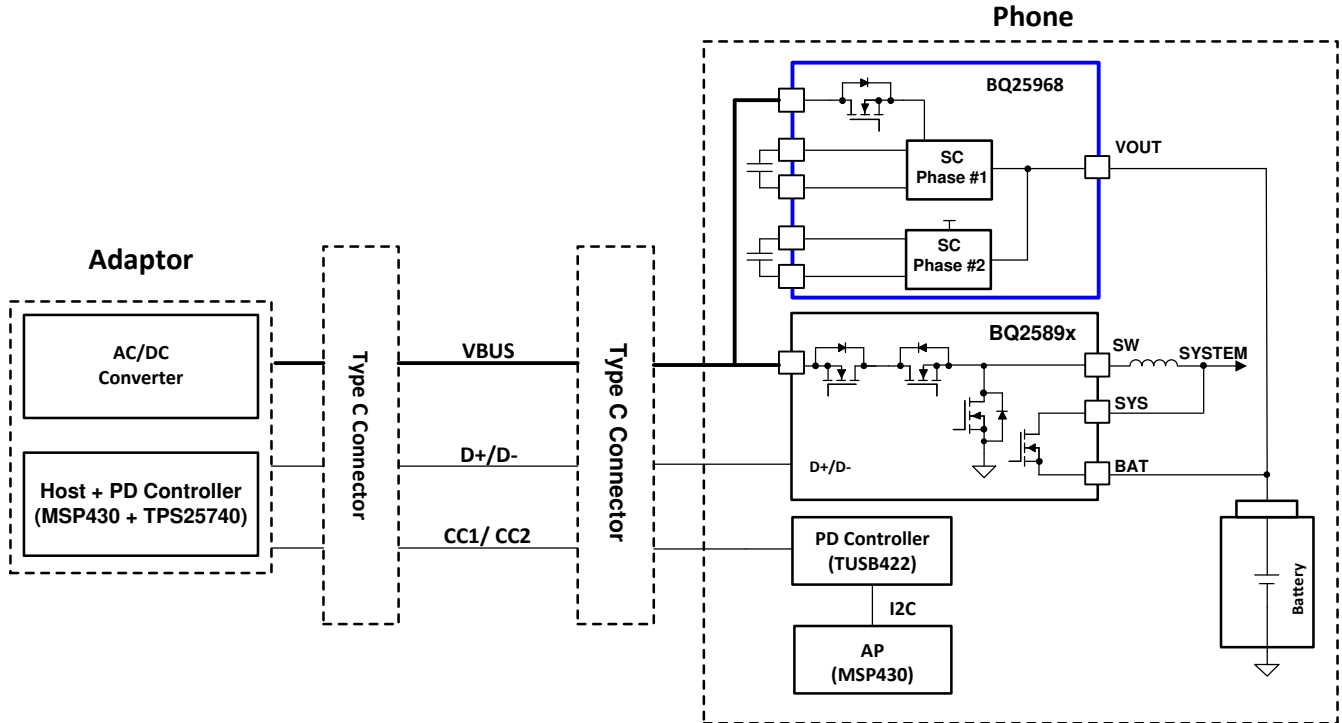 Phone
BQ25968
SC
Phase #1
VOUT
SC
Phase #2
Adaptor
AC/DC
Converter
Host + PD Controller
(MSP430 + TPS25740)
Type C Connector
VBUS
D+/D-
CC1/ CC2
Type C Connector
BQ2589x
D+/D-
SW
SYSTEM
SYS
BAT
PD Controller
(TUSB422)
I2C
AP
(MSP430)
Battery